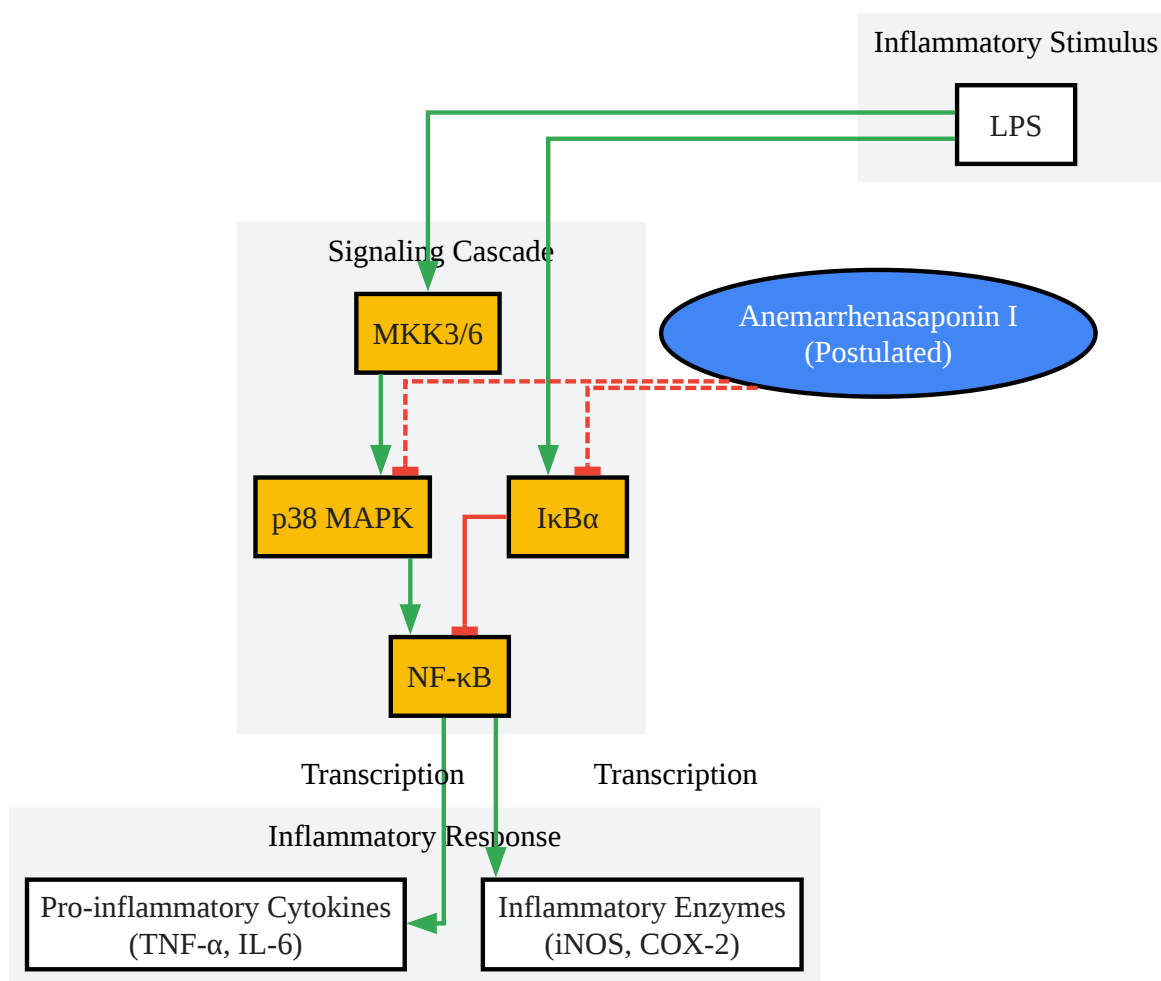 Inflammatory Stimulus
LPS
Signaling Cascade
MKK3/6
Anemarrhenasaponin I
(Postulated)
p38 MAPK
IκBα
NF-κB
Transcription
Transcription
Inflammatory Response
Pro-inflammatory Cytokines
(TNF-α, IL-6)
Inflammatory Enzymes
(iNOS, COX-2)